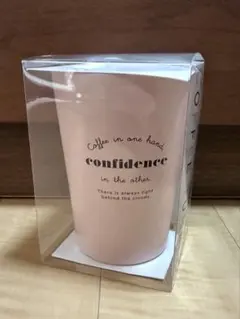 Coffee in one hand,
confidence
in the other.
There is always light
behind the clouds.